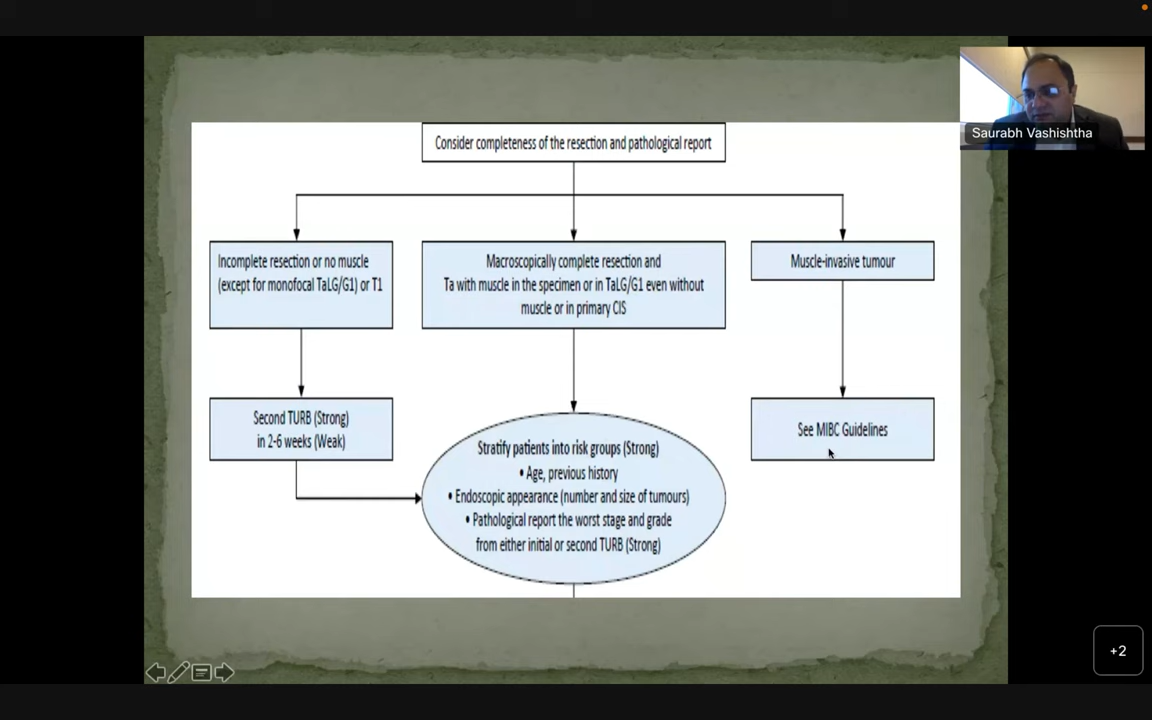 Consider completeness of the resection and pathological report
Saurabh Vashishtha
Incomplete resection or no muscle
(except for monofocal TaLG/G1) or T1
Macroscopically complete resection and
Ta with muscle in the specimen or in TaLG/G1 even without
muscle or in primary CIS
Muscle-invasive tumour
Second TURB (Strong)
in 2-6 weeks (Weak)
Stratify patients into risk groups (Strong)
• Age, previous history
• Endoscopic appearance (number and size of tumours)
• Pathological report the worst stage and grade
from either initial or second TURB (Strong)
See MIBC Guidelines
+2